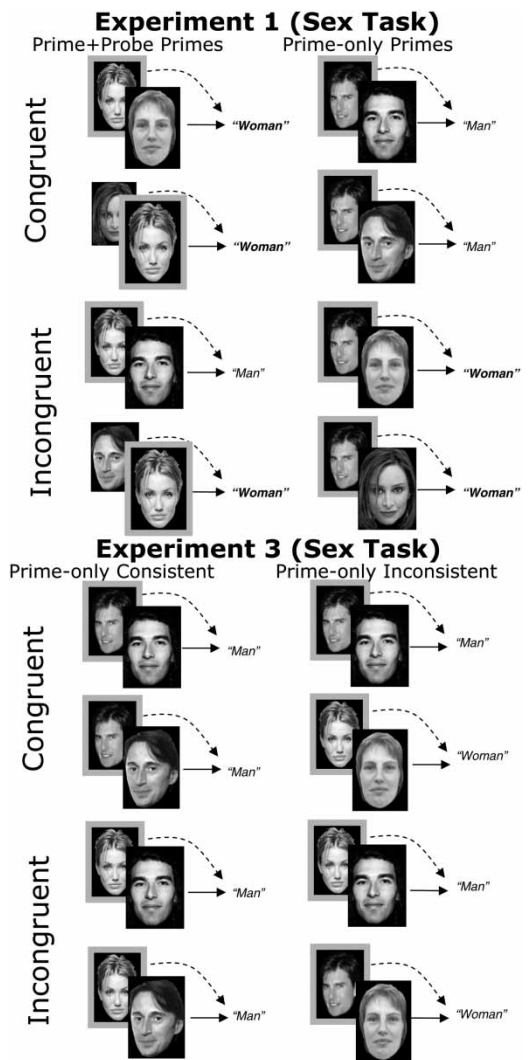 Experiment 1 (Sex Task)
Prime+Probe Primes
Prime-only Primes
Congruent
“Woman”
“Man”
“Woman”
“Man”
Incongruent
“Man”
“Woman”
“Woman”
“Woman”
Experiment 3 (Sex Task)
Prime-only Consistent
Prime-only Inconsistent
Congruent
“Man”
“Man”
“Man”
“Woman”
Incongruent
“Man”
“Man”
“Man”
“Woman”